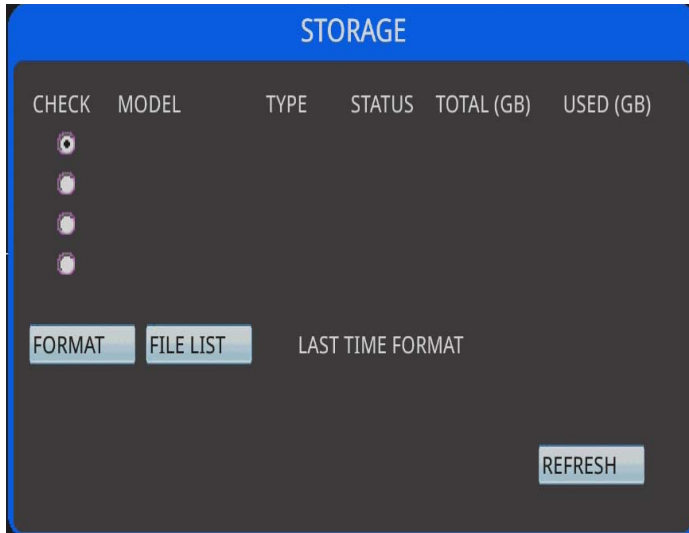 STORAGE
CHECK MODEL TYPE STATUS TOTAL (GB) USED (GB)
FORMAT FILE LIST LAST TIME FORMAT
REFRESH